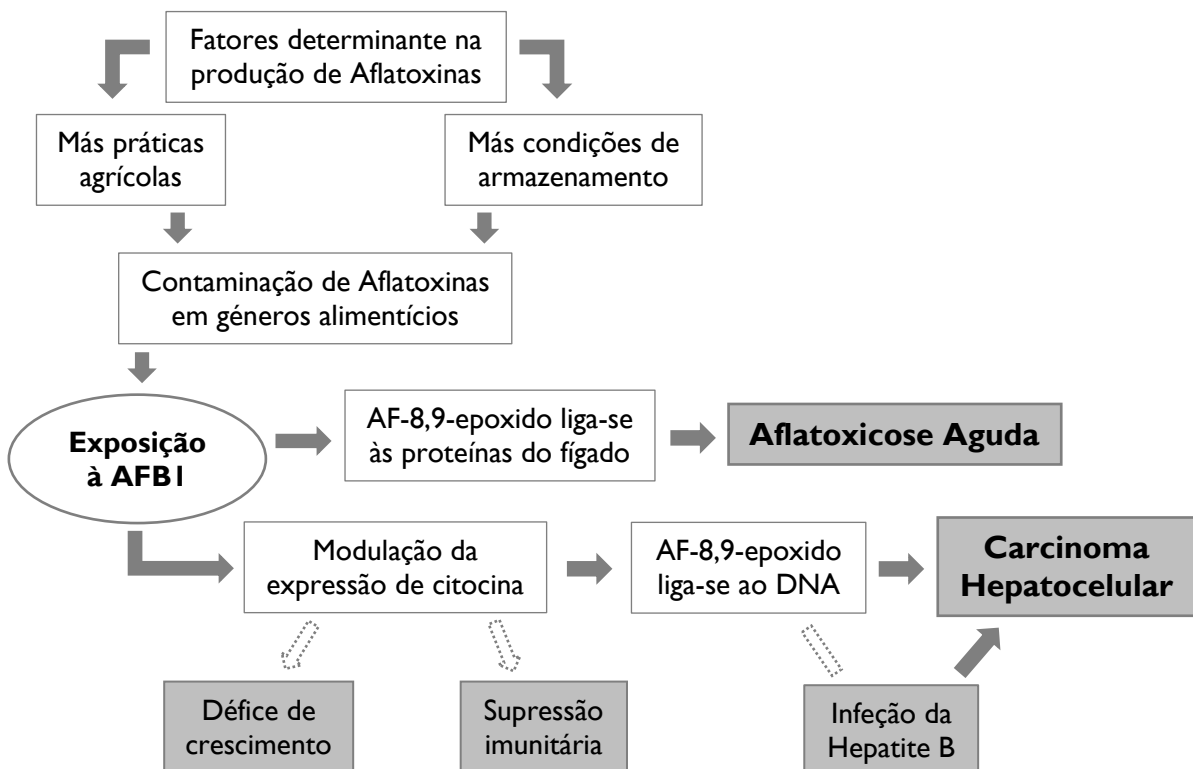 Fatores determinante na
produção de Aflatoxinas
Más práticas
agrícolas
Más condições de
armazenamento
Contaminação de Aflatoxinas
em géneros alimentícios
Exposição
à AFB1
AF-8,9-epoxido liga-se
às proteínas do fígado
Aflatoxicose Aguda
Modulação da
expressão de citocina
AF-8,9-epoxido
liga-se ao DNA
Carcinoma
Hepatocelular
Défice de
crescimento
Supressão
imunitária
Infeção da
Hepatite B